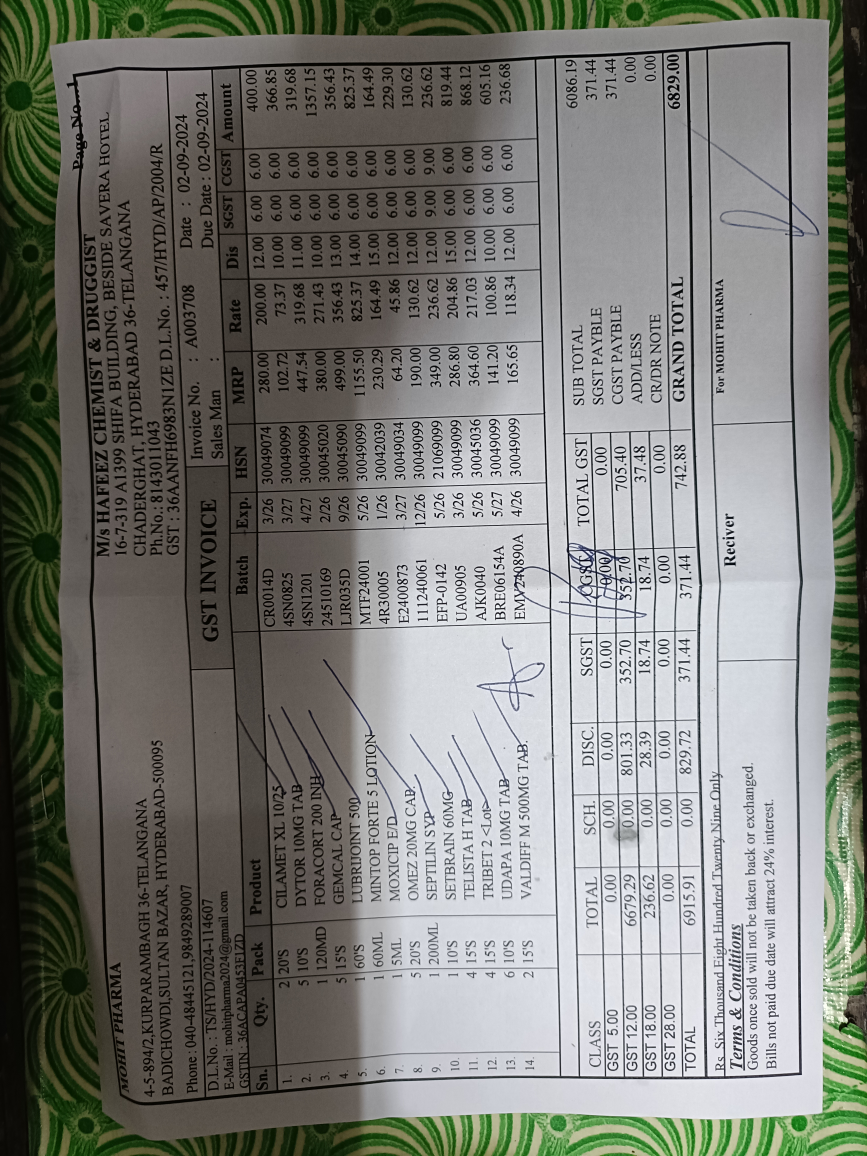 Page No...1
MOHIT PHARMA
4-5-894/2,KURPARAMBAGH 36-TELANGANA
BADICHOWDI,SULTAN BAZAR, HYDERABAD-500095
Phone : 040-48445121,9849289007
D.L.No. : TS/HYD/2024-114607
E-Mail : mohitpharma2024@gmail.com
GSTIN : 36ACAPA0453F1ZD
M/s HAFEEZ CHEMIST & DRUGGIST
16-7-319 A1399 SHIFA BUILDING, BESIDE SAVERA HOTEL
CHADERGHAT, HYDERABAD 36-TELANGANA
Ph.No.: 8143011043
GST : 36AANFH6983N1ZE D.L.No. : 457/HYD/AP/2004/R
GST INVOICE
Invoice No. : A003708 Date : 02-09-2024
Sales Man : Due Date : 02-09-2024
Sn. Qty. Pack Product Batch Exp. HSN MRP Rate Dis SGST CGST Amount
1. 2 20'S CILAMET XL 10/25 CR0014D 3/26 30049074 280.00 200.00 12.00 6.00 6.00 400.00
2. 5 10'S DYTOR 10MG TAB 4SN0825 3/27 30049099 102.72 73.37 10.00 6.00 6.00 366.85
3. 1 120MD FORACORT 200 INH 4SN1201 4/27 30049099 447.54 319.68 11.00 6.00 6.00 319.68
4. 5 15'S GEMCAL CAP 24510169 2/26 30045020 380.00 271.43 10.00 6.00 6.00 1357.15
5. 1 60'S LUBRIJOINT 500 LJR035D 9/26 30045090 499.00 356.43 13.00 6.00 6.00 356.43
6. 1 60ML MINTOP FORTE 5 LOTION MTF24001 5/26 30049099 1155.50 825.37 14.00 6.00 6.00 825.37
7. 1 5ML MOXICIP E/D 4R30005 1/26 30042039 230.29 164.49 15.00 6.00 6.00 164.49
8. 5 20'S OMEZ 20MG CAP E2400873 3/27 30049034 64.20 45.86 12.00 6.00 6.00 229.30
9. 1 200ML SEPTILIN SYP 111240061 12/26 30049099 190.00 130.62 12.00 6.00 6.00 130.62
10. 1 10'S SETBRAIN 60MG EFP-0142 5/26 21069099 349.00 236.62 12.00 9.00 9.00 236.62
11. 4 15'S TELISTA H TAB UA00905 3/26 30049099 286.80 204.86 15.00 6.00 6.00 819.44
12. 4 15'S TRIBET 2 <Lo> AJK0040 5/26 30045036 364.60 217.03 12.00 6.00 6.00 868.12
13. 6 10'S UDAPA 10MG TAB BRE06154A 5/27 30049099 141.20 100.86 10.00 6.00 6.00 605.16
14. 2 15'S VALDIFF M 500MG TAB. EMV240890A 4/26 30049099 165.65 118.34 12.00 6.00 6.00 236.68
CLASS TOTAL SCH. DISC. SGST CGST TOTAL GST
GST 5.00 0.00 0.00 0.00 0.00 0.00 0.00
GST 12.00 6679.29 0.00 801.33 352.70 352.70 705.40
GST 18.00 236.62 0.00 28.39 18.74 18.74 37.48
GST 28.00 0.00 0.00 0.00 0.00 0.00 0.00
TOTAL 6915.91 0.00 829.72 371.44 371.44 742.88
SUB TOTAL 6086.19
SGST PAYBLE 371.44
CGST PAYBLE 371.44
ADD/LESS 0.00
CR/DR NOTE 0.00
GRAND TOTAL 6829.00
Rs. Six Thousand Eight Hundred Twenty Nine Only
Terms & Conditions
Goods once sold will not be taken back or exchanged.
Bills not paid due date will attract 24% interest.
Reciver
For MOHIT PHARMA